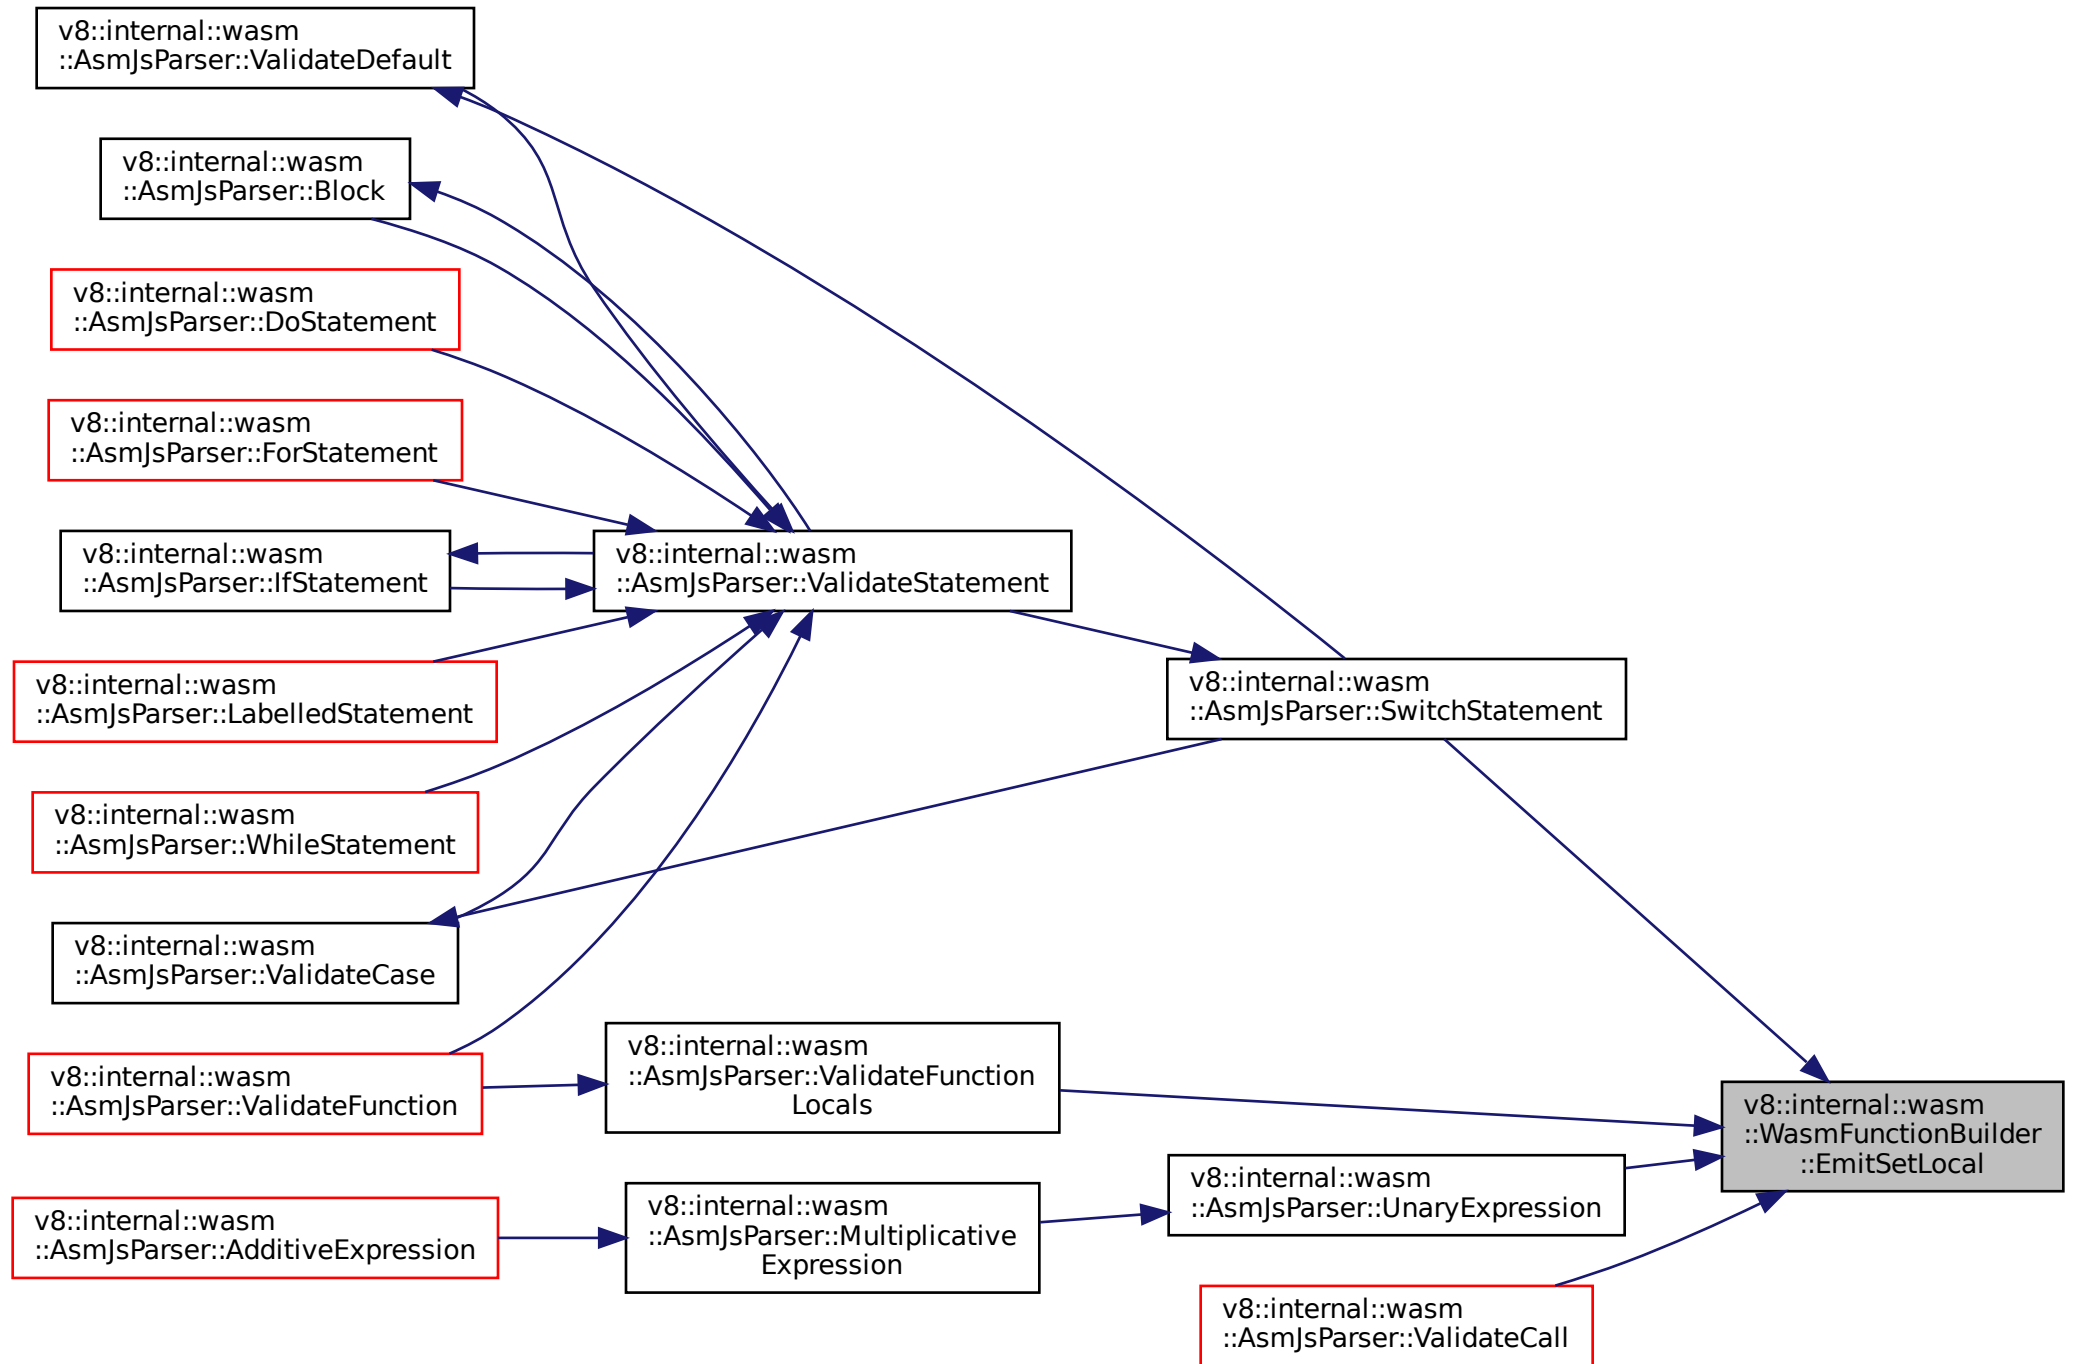 v8::internal::wasm
::AsmJsParser::ValidateDefault
v8::internal::wasm
::AsmJsParser::Block
v8::internal::wasm
::AsmJsParser::DoStatement
v8::internal::wasm
::AsmJsParser::ForStatement
v8::internal::wasm
::AsmJsParser::IfStatement
v8::internal::wasm
::AsmJsParser::ValidateStatement
v8::internal::wasm
::AsmJsParser::LabelledStatement
v8::internal::wasm
::AsmJsParser::SwitchStatement
v8::internal::wasm
::AsmJsParser::WhileStatement
v8::internal::wasm
::AsmJsParser::ValidateCase
v8::internal::wasm
::AsmJsParser::ValidateFunction
v8::internal::wasm
::AsmJsParser::ValidateFunction
Locals
v8::internal::wasm
::WasmFunctionBuilder
::EmitSetLocal
v8::internal::wasm
::AsmJsParser::AdditiveExpression
v8::internal::wasm
::AsmJsParser::Multiplicative
Expression
v8::internal::wasm
::AsmJsParser::UnaryExpression
v8::internal::wasm
::AsmJsParser::ValidateCall